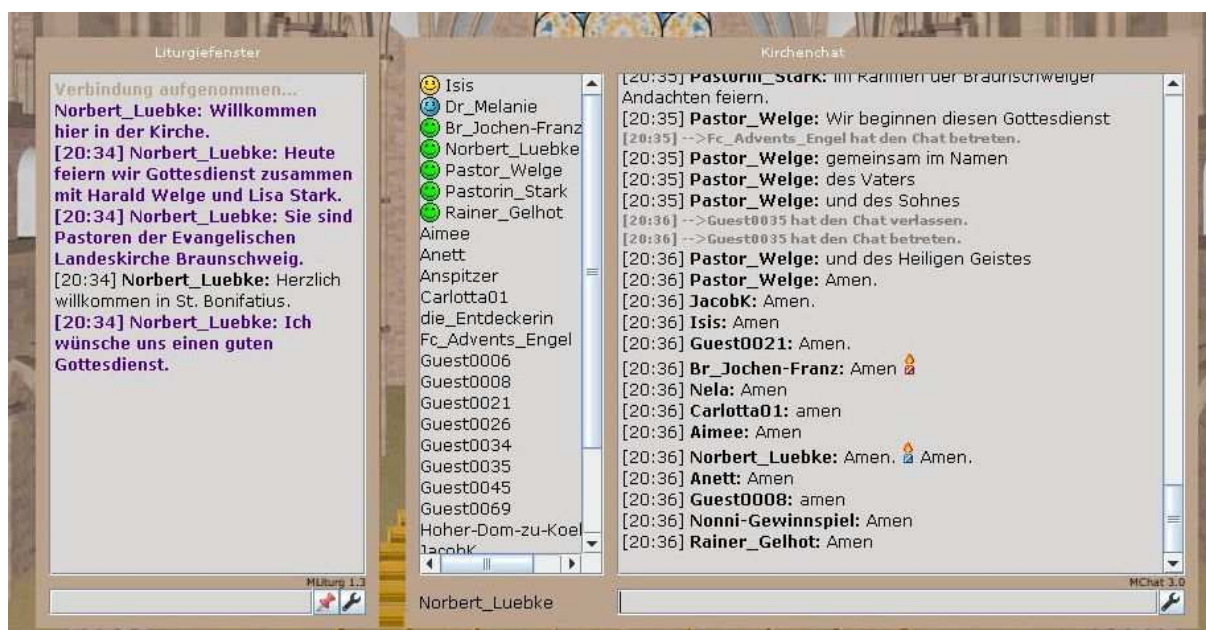 Liturgiefenster
Verbindung aufgenommen...
Norbert_Luebke: Willkommen
hier in der Kirche.
[20:34] Norbert_Luebke: Heute
feiern wir Gottesdienst zusammen
mit Harald Welge und Lisa Stark.
[20:34] Norbert_Luebke: Sie sind
Pastoren der Evangelischen
Landeskirche Braunschweig.
[20:34] Norbert_Luebke: Herzlich
willkommen in St. Bonifatius.
[20:34] Norbert_Luebke: Ich
wünsche uns einen guten
Gottesdienst.
MLiturg 1.3
Kirchenchat
Isis
Dr_Melanie
Br_Jochen-Franz
Norbert_Luebke
Pastor_Welge
Pastorin_Stark
Rainer_Gelhot
Aimee
Anett
Anspitzer
Carlotta01
die_Entdeckerin
Fc_Advents_Engel
Guest0006
Guest0008
Guest0021
Guest0026
Guest0034
Guest0035
Guest0045
Guest0069
Hoher-Dom-zu-Koel
JacobK
Norbert_Luebke
[20:35] Pastorin_Stark: im Rahmen der Braunschweiger
Andachten feiern.
[20:35] Pastor_Welge: Wir beginnen diesen Gottesdienst
[20:35] -->Fc_Advents_Engel hat den Chat betreten.
[20:35] Pastor_Welge: gemeinsam im Namen
[20:35] Pastor_Welge: des Vaters
[20:35] Pastor_Welge: und des Sohnes
[20:36] -->Guest0035 hat den Chat verlassen.
[20:36] -->Guest0035 hat den Chat betreten.
[20:36] Pastor_Welge: und des Heiligen Geistes
[20:36] Pastor_Welge: Amen.
[20:36] JacobK: Amen.
[20:36] Isis: Amen
[20:36] Guest0021: Amen.
[20:36] Br_Jochen-Franz: Amen
[20:36] Nela: Amen
[20:36] Carlotta01: amen
[20:36] Aimee: Amen
[20:36] Norbert_Luebke: Amen. Amen.
[20:36] Anett: Amen
[20:36] Guest0008: amen
[20:36] Nonni-Gewinnspiel: Amen
[20:36] Rainer_Gelhot: Amen
MChat 3.0